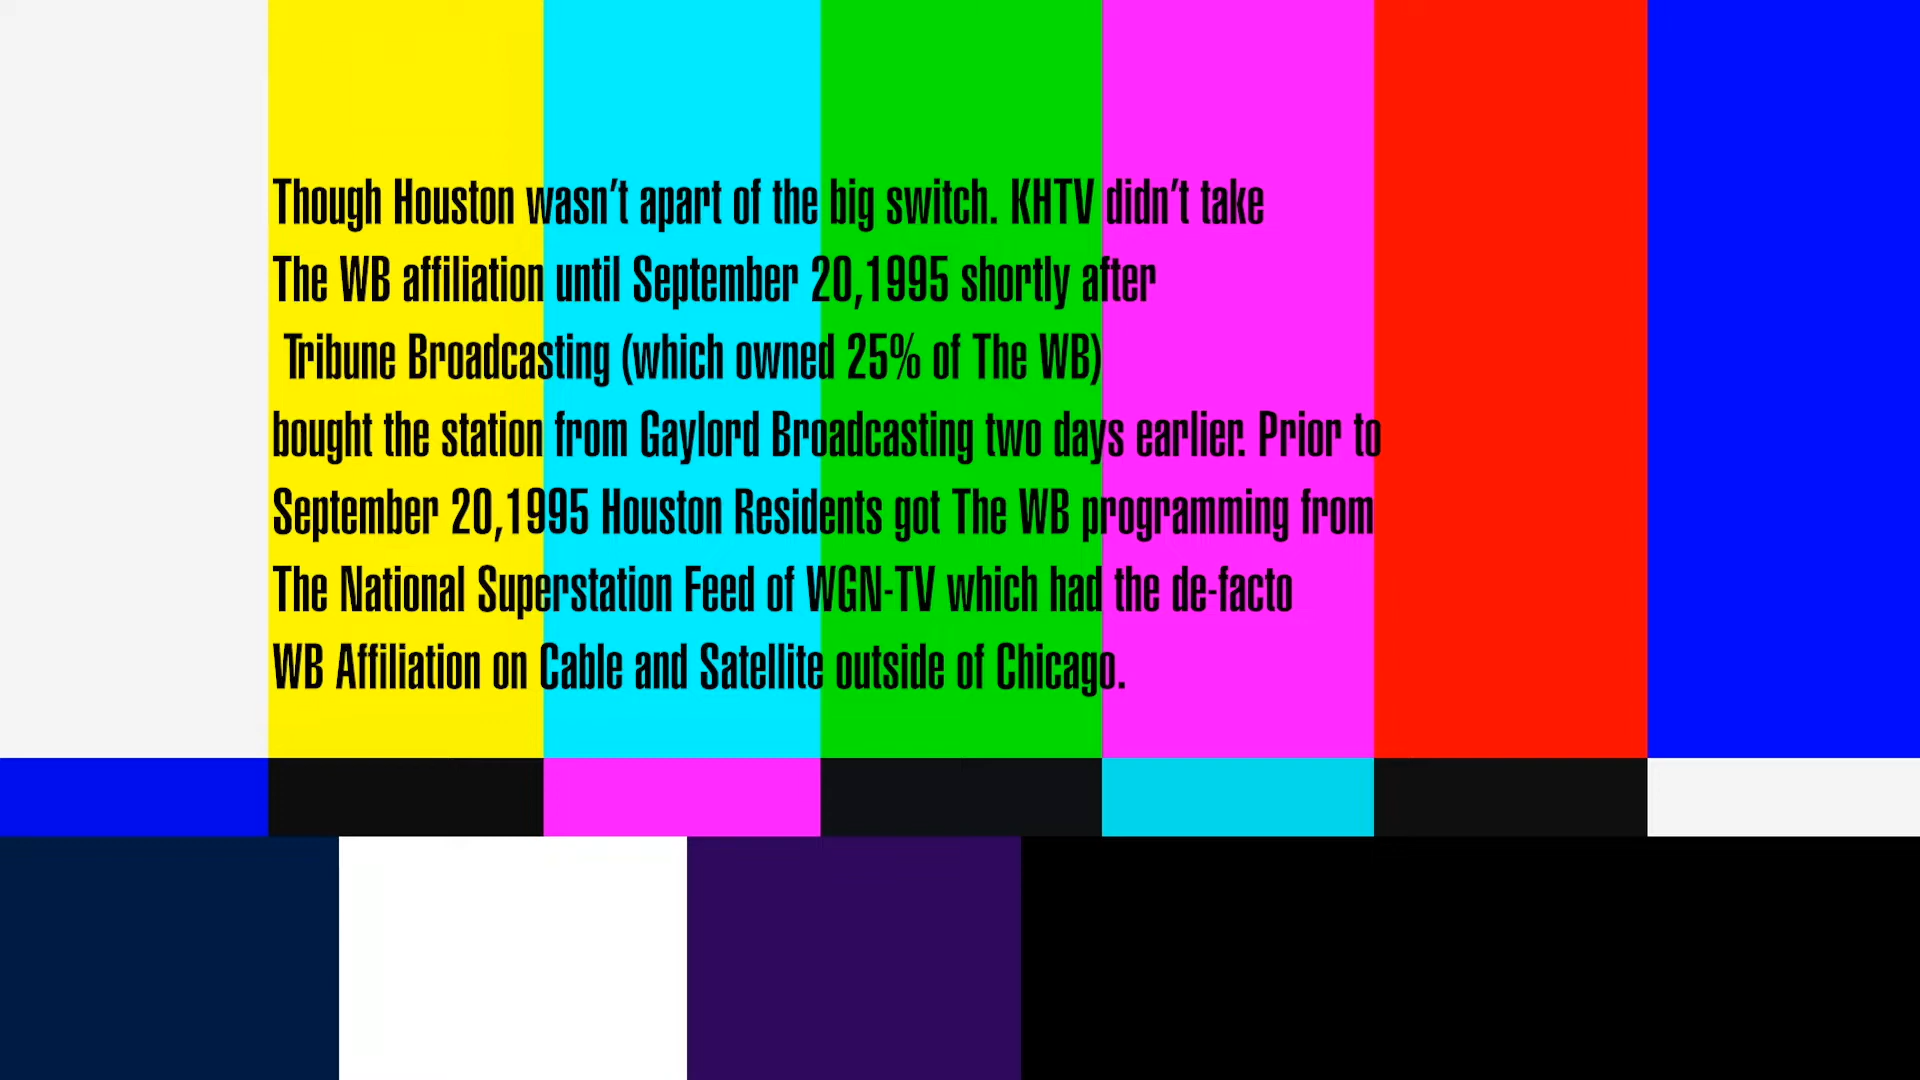 Though Houston wasn't apart of the big switch. KHTV didn't take
The WB affiliation until September 20,1995 shortly after
Tribune Broadcasting (which owned 25% of The WB)
bought the station from Gaylord Broadcasting two days earlier. Prior to
September 20,1995 Houston Residents got The WB programming from
The National Superstation Feed of WGN-TV which had the de-facto
WB Affiliation on Cable and Satellite outside of Chicago.